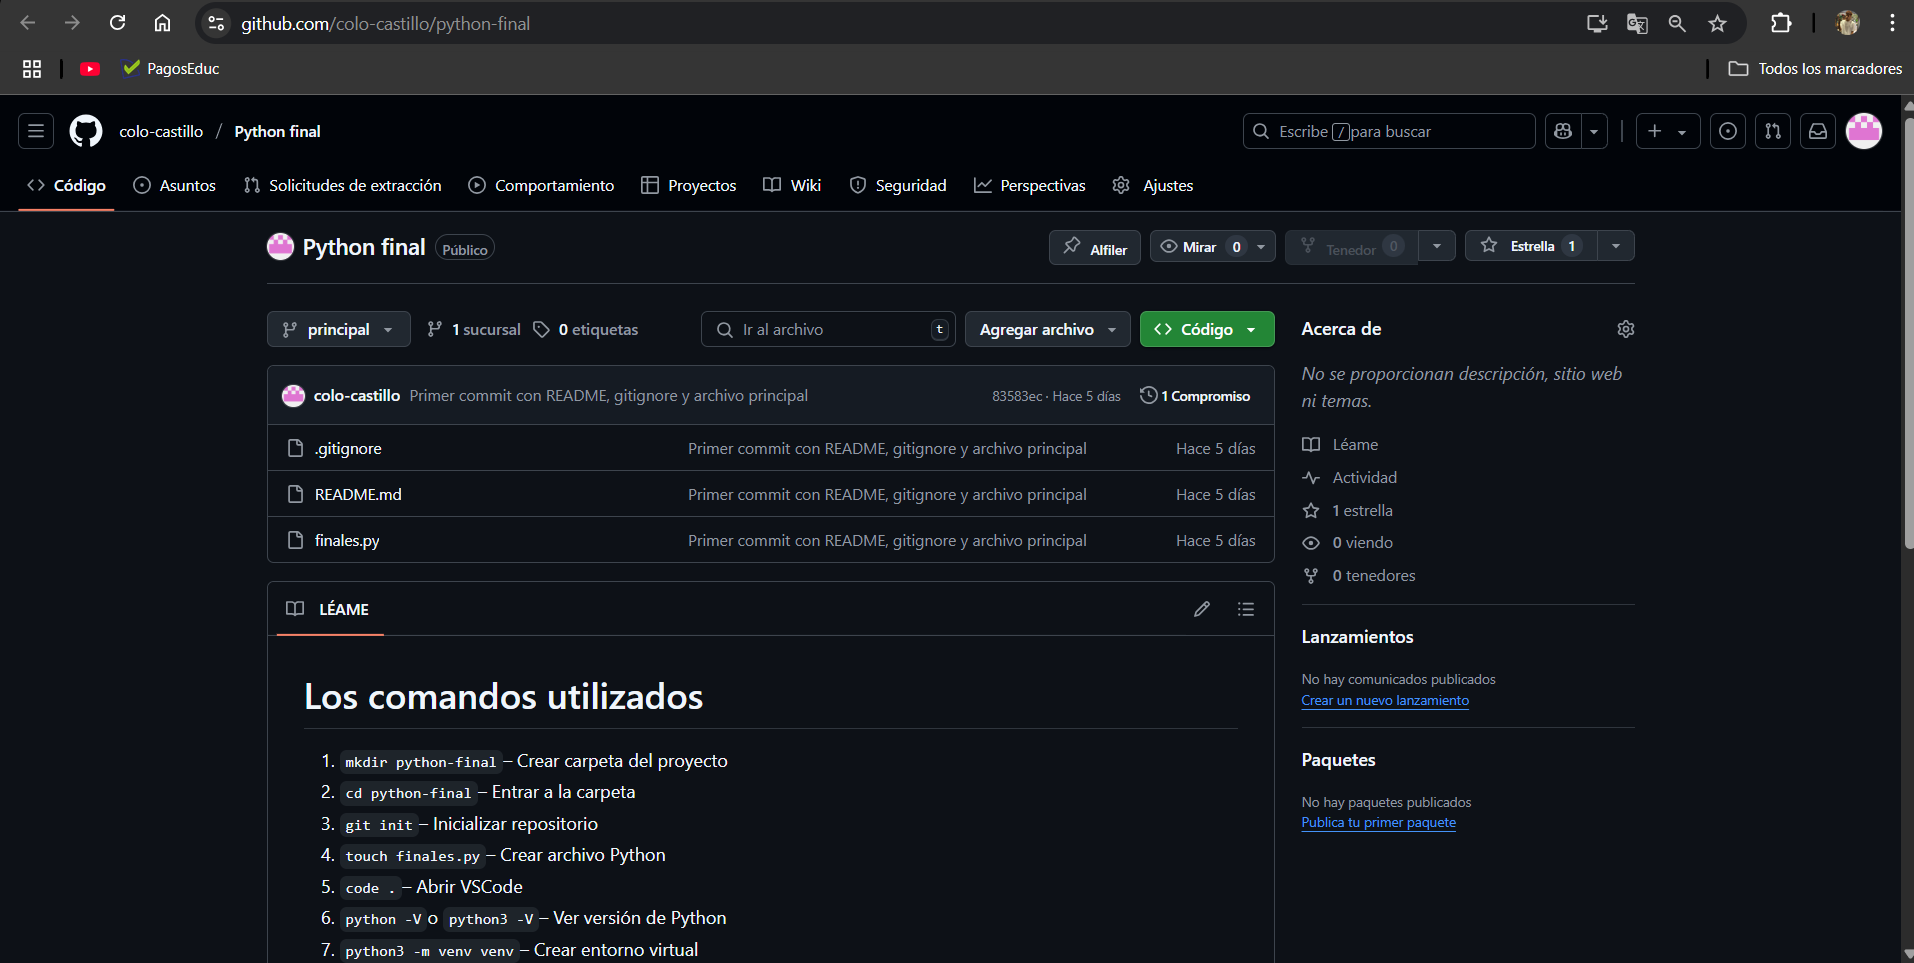 github.com/colo-castillo/python-final
PagosEduc
Todos los marcadores
colo-castillo / Python final
Escribe / para buscar
Código
Asuntos
Solicitudes de extracción
Comportamiento
Proyectos
Wiki
Seguridad
Perspectivas
Ajustes
Python final Público
Alfiler
Mirar 0
Tenedor 0
Estrella 1
principal
1 sucursal
0 etiquetas
Ir al archivo t
Agregar archivo
Código
colo-castillo Primer commit con README, gitignore y archivo principal 83583ec · Hace 5 días 1 Compromiso
.gitignore Primer commit con README, gitignore y archivo principal Hace 5 días
README.md Primer commit con README, gitignore y archivo principal Hace 5 días
finales.py Primer commit con README, gitignore y archivo principal Hace 5 días
LÉAME
Los comandos utilizados
1. mkdir python-final – Crear carpeta del proyecto
2. cd python-final – Entrar a la carpeta
3. git init – Inicializar repositorio
4. touch finales.py – Crear archivo Python
5. code . – Abrir VSCode
6. python -V o python3 -V – Ver versión de Python
7. python3 -m venv venv – Crear entorno virtual
Acerca de
No se proporcionan descripción, sitio web
ni temas.
Léame
Actividad
1 estrella
0 viendo
0 tenedores
Lanzamientos
No hay comunicados publicados
Crear un nuevo lanzamiento
Paquetes
No hay paquetes publicados
Publica tu primer paquete